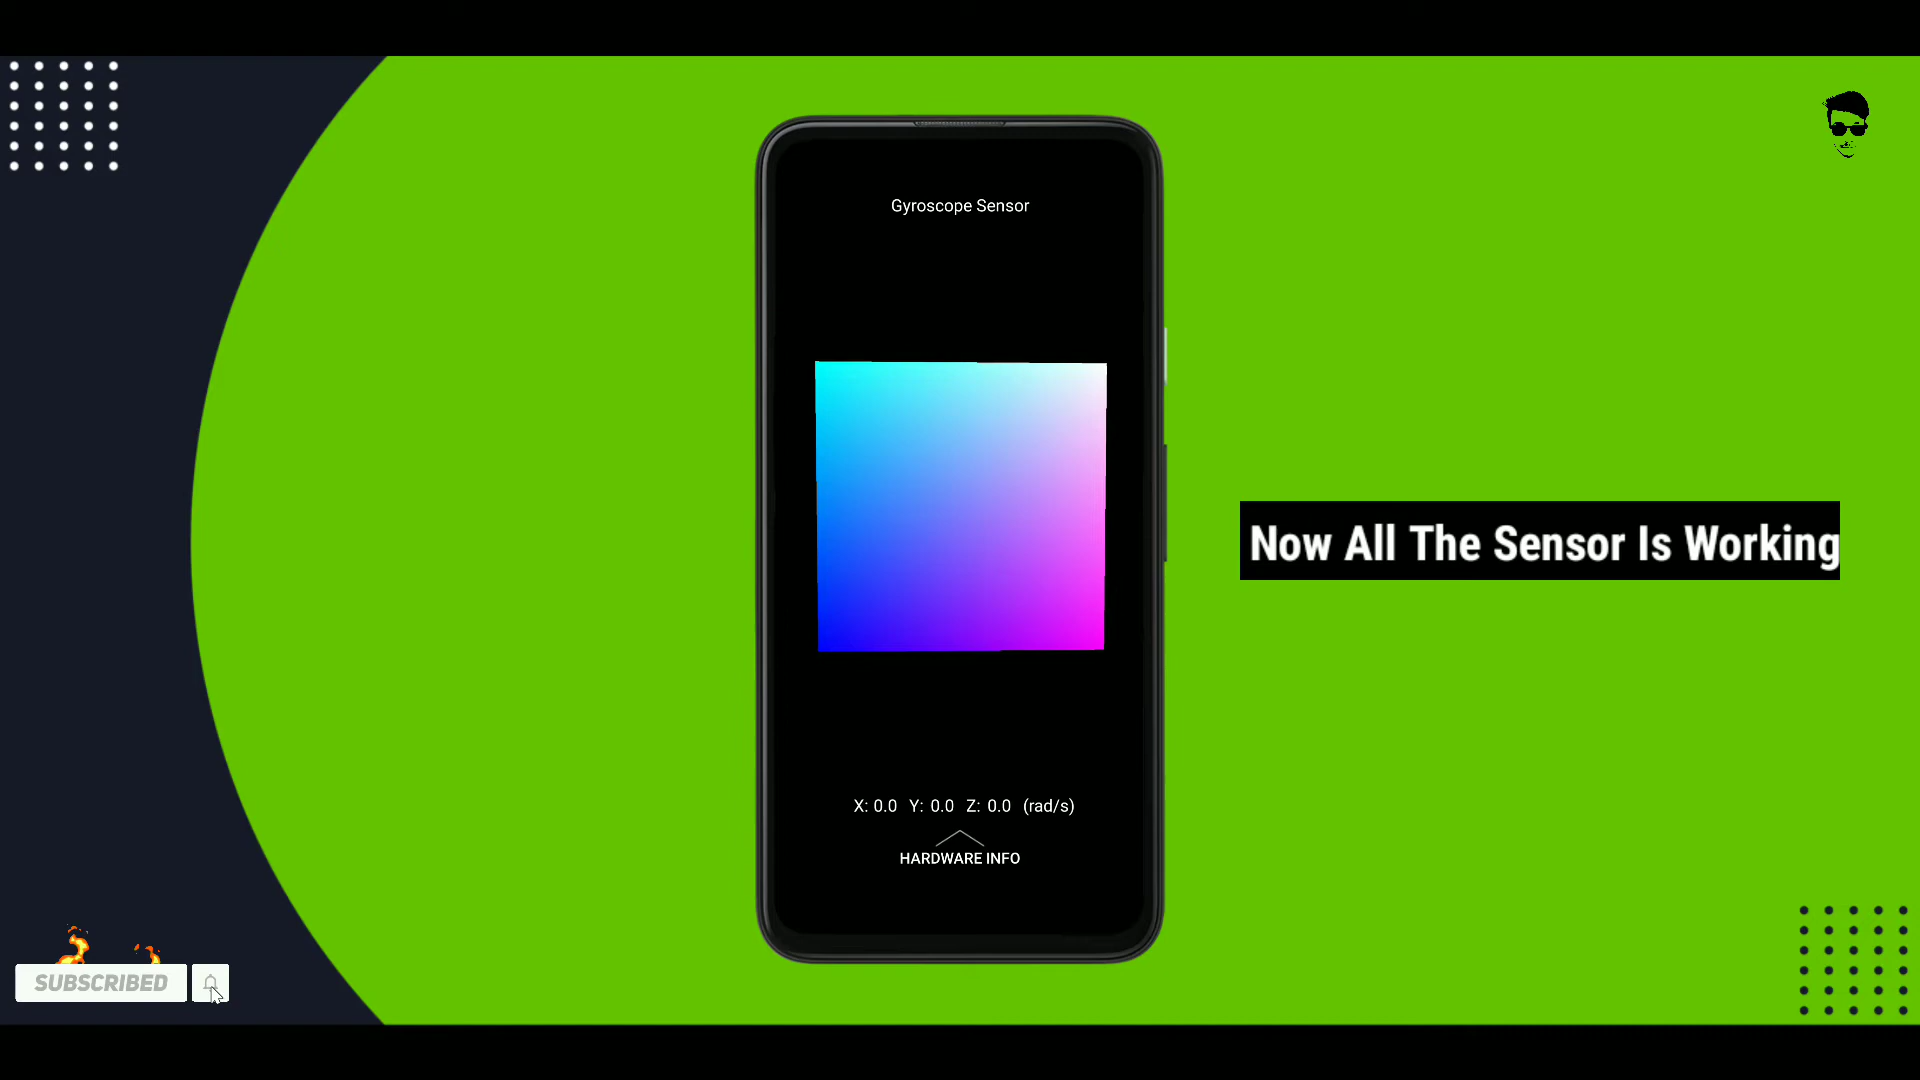 Gyroscope Sensor
Now All The Sensor Is Working
X: 0.0 Y: 0.0 Z: 0.0 (rad/s)
HARDWARE INFO
SUBSCRIBED